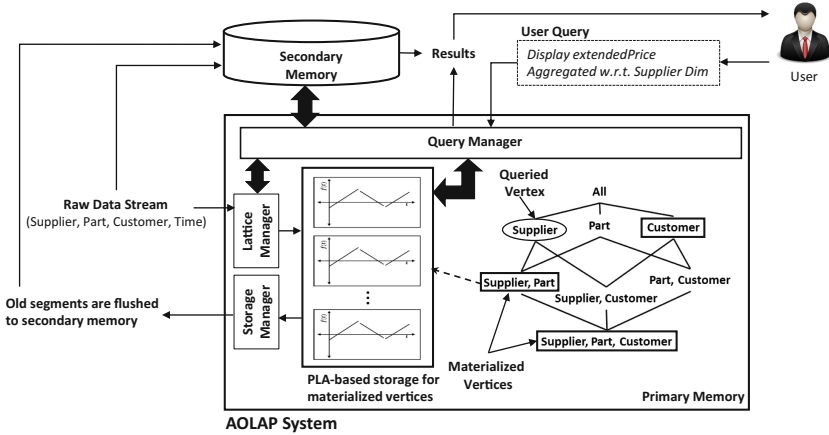 User Query
Secondary
Memory
Results
Display extendedPrice
Aggregated w.r.t. Supplier Dim
User
Query Manager
Raw Data Stream
(Supplier, Part, Customer, Time)
Lattice
Manager
Storage
Manager
f(t)
t
f(t)
t
...
f(t)
t
Queried
Vertex
All
Supplier
Part
Customer
Supplier, Part
Supplier, Customer
Part, Customer
Supplier, Part, Customer
Materialized
Vertices
Old segments are flushed
to secondary memory
PLA-based storage for
materialized vertices
Primary Memory
AOLAP System